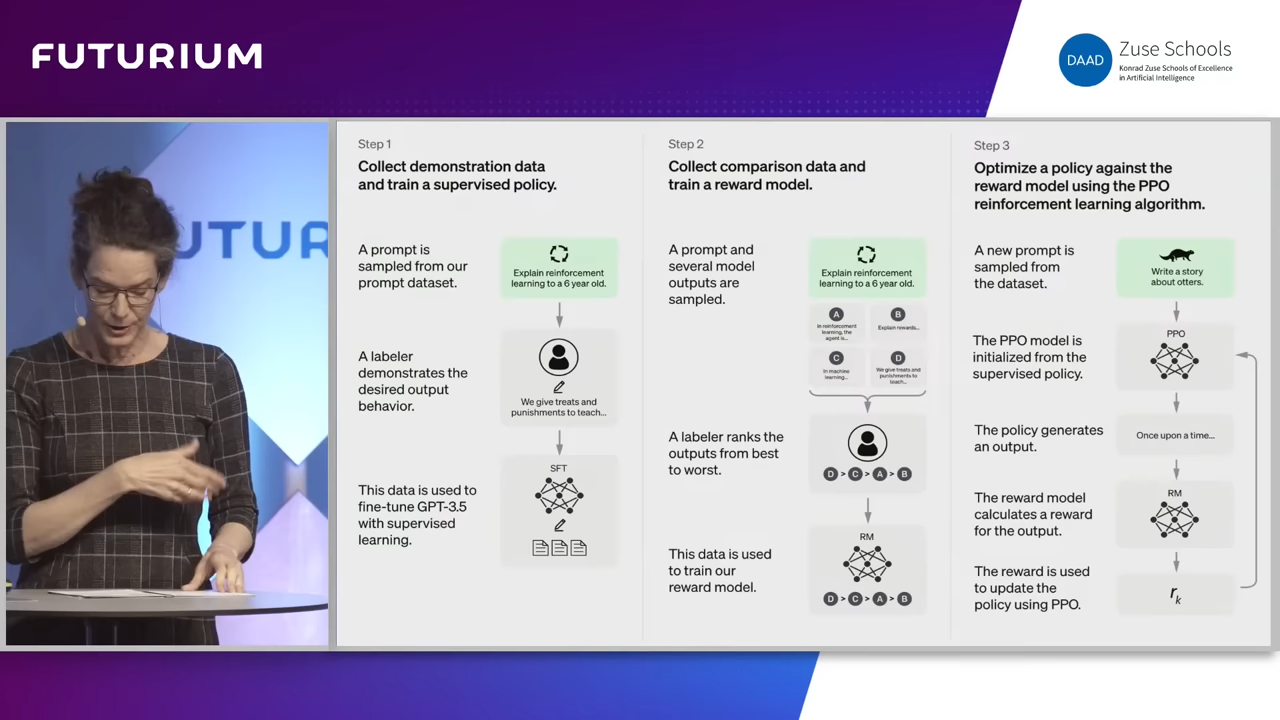 FUTURIUM
DAAD
Zuse Schools
Konrad Zuse Schools of Excellence
in Artificial Intelligence
UTUR
Step 1
Collect demonstration data
and train a supervised policy.
A prompt is
sampled from our
prompt dataset.
Explain reinforcement
learning to a 6 year old.
A labeler
demonstrates the
desired output
behavior.
We give treats and
punishments to teach...
This data is used to
fine-tune GPT-3.5
with supervised
learning.
SFT
Step 2
Collect comparison data and
train a reward model.
A prompt and
several model
outputs are
sampled.
Explain reinforcement
learning to a 6 year old.
A
In reinforcement
learning, the
agent is...
B
Explain rewards...
C
In machine
learning...
D
We give treats and
punishments to
teach...
A labeler ranks the
outputs from best
to worst.
D > C > A > B
This data is used
to train our
reward model.
RM
D > C > A > B
Step 3
Optimize a policy against the
reward model using the PPO
reinforcement learning algorithm.
A new prompt is
sampled from
the dataset.
Write a story
about otters.
The PPO model is
initialized from the
supervised policy.
PPO
The policy generates
an output.
Once upon a time...
The reward model
calculates a reward
for the output.
RM
The reward is used
to update the
policy using PPO.
rk